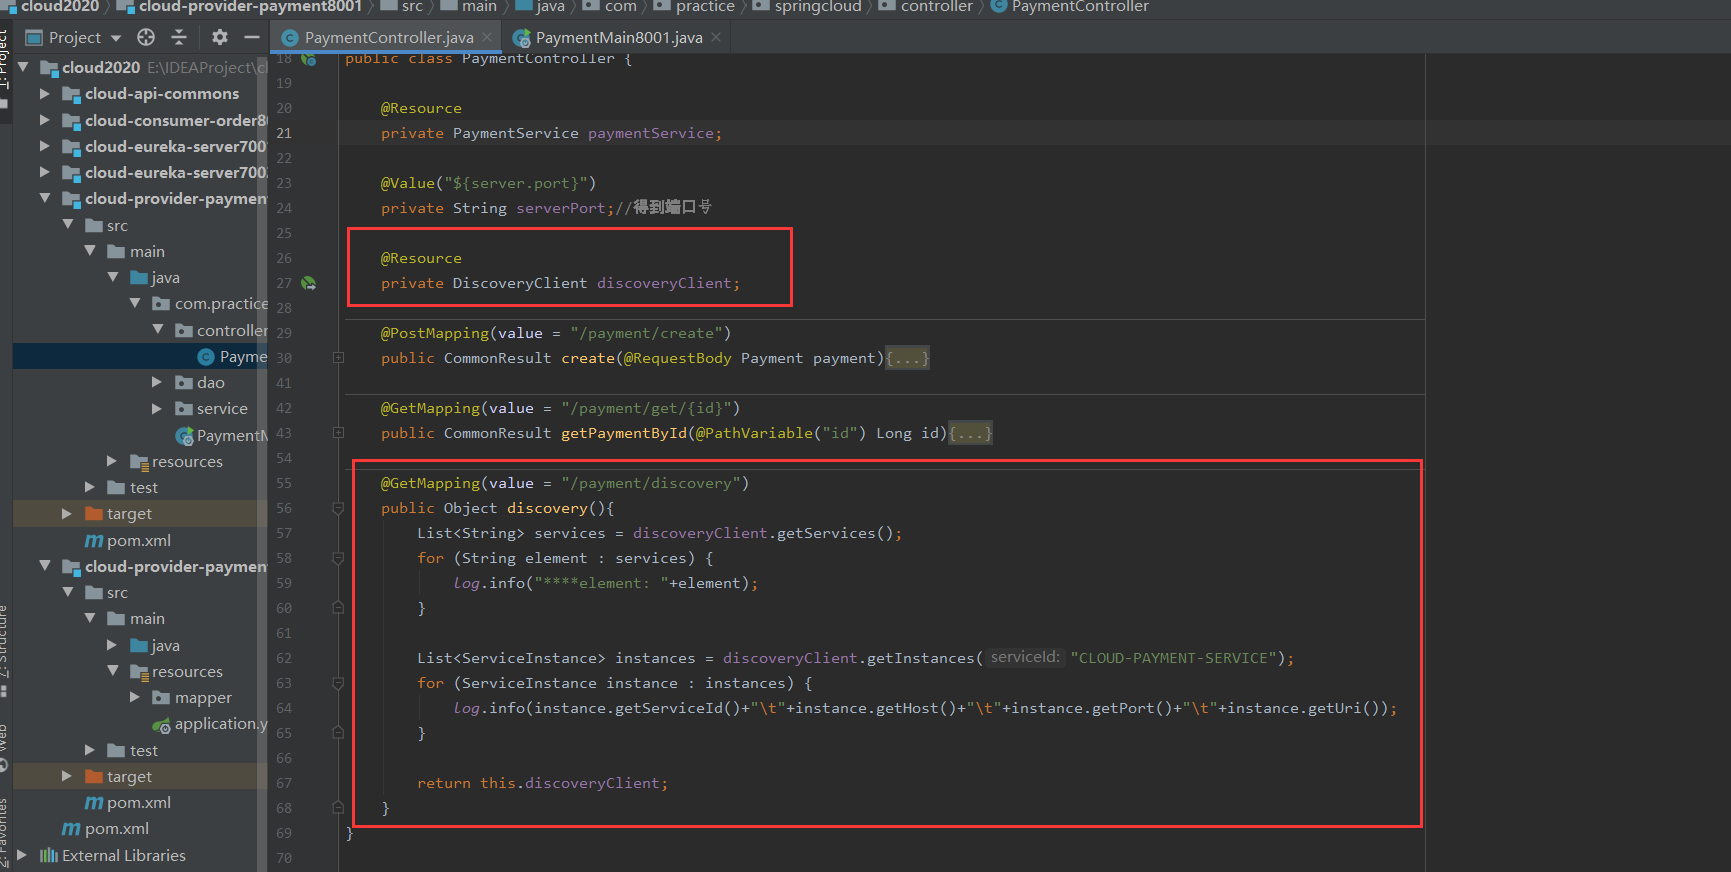 cloud2020 cloud-provider-payment8001 src main java com practice springcloud controller PaymentController
Project PaymentController.java PaymentMain8001.java
1: Project
cloud2020 E:\IDEAProject\c
cloud-api-commons
cloud-consumer-order8
cloud-eureka-server700
cloud-eureka-server700
cloud-provider-paymen
src
main
java
com.practice
controller
Payme
dao
service
PaymentM
resources
test
target
pom.xml
cloud-provider-paymen
src
main
java
resources
mapper
application.y
test
target
pom.xml
pom.xml
External Libraries
Z: Structure
Web
2: Favorites
18 public class PaymentController {
19
20 @Resource
21 private PaymentService paymentService;
22
23 @Value("${server.port}")
24 private String serverPort;//得到端口号
25
26 @Resource
27 private DiscoveryClient discoveryClient;
28
29 @PostMapping(value = "/payment/create")
30 public CommonResult create(@RequestBody Payment payment){...}
41
42 @GetMapping(value = "/payment/get/{id}")
43 public CommonResult getPaymentById(@PathVariable("id") Long id){...}
54
55 @GetMapping(value = "/payment/discovery")
56 public Object discovery(){
57 List<String> services = discoveryClient.getServices();
58 for (String element : services) {
59 log.info("****element: "+element);
60 }
61
62 List<ServiceInstance> instances = discoveryClient.getInstances( serviceId: "CLOUD-PAYMENT-SERVICE");
63 for (ServiceInstance instance : instances) {
64 log.info(instance.getServiceId()+"\t"+instance.getHost()+"\t"+instance.getPort()+"\t"+instance.getUri());
65 }
66
67 return this.discoveryClient;
68 }
69 }
70